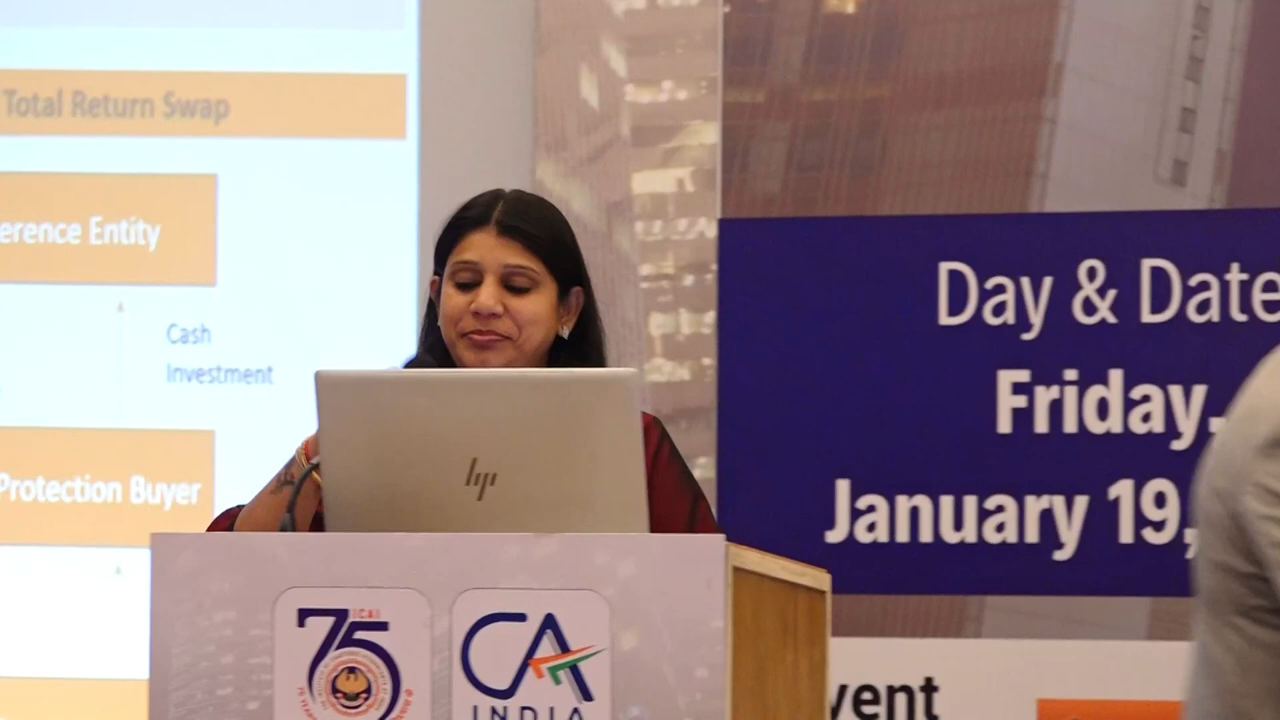 Total Return Swap
erence Entity
Cash
Investment
Protection Buyer
Day & Date
Friday,
January 19,
hp
75
ICAI
CA
INDIA
vent